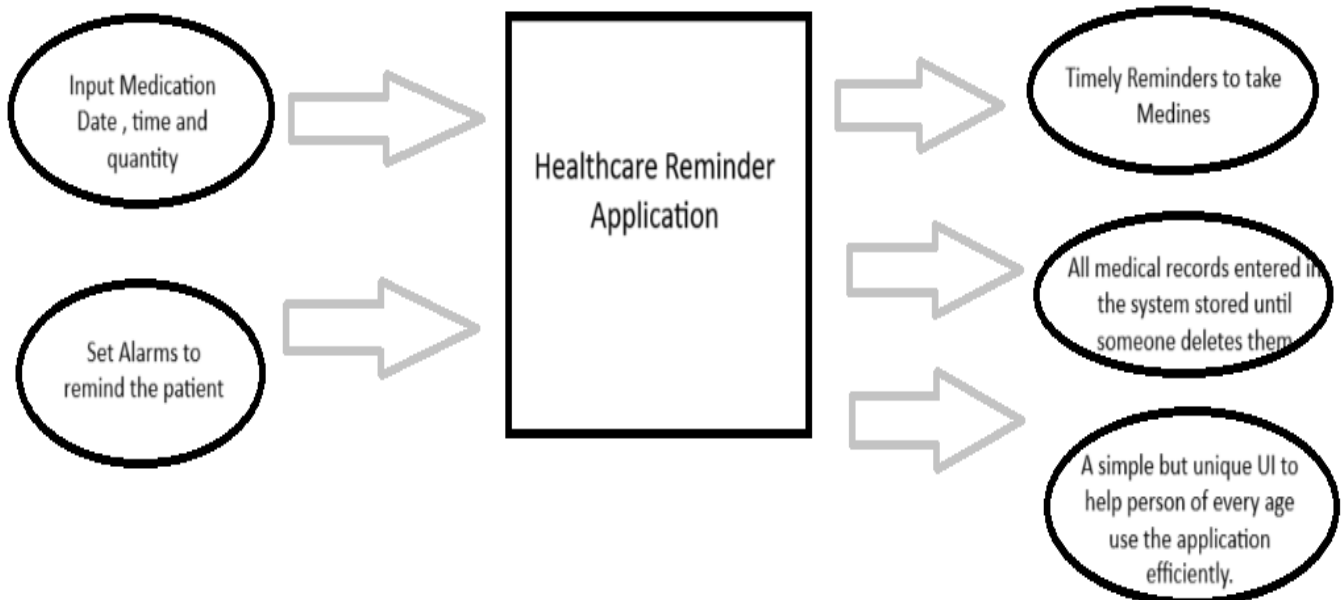 Input Medication
Date , time and
quantity
Set Alarms to
remind the patient
Healthcare Reminder
Application
Timely Reminders to take
Medines
All medical records entered in
the system stored until
someone deletes them
A simple but unique UI to
help person of every age
use the application
efficiently.